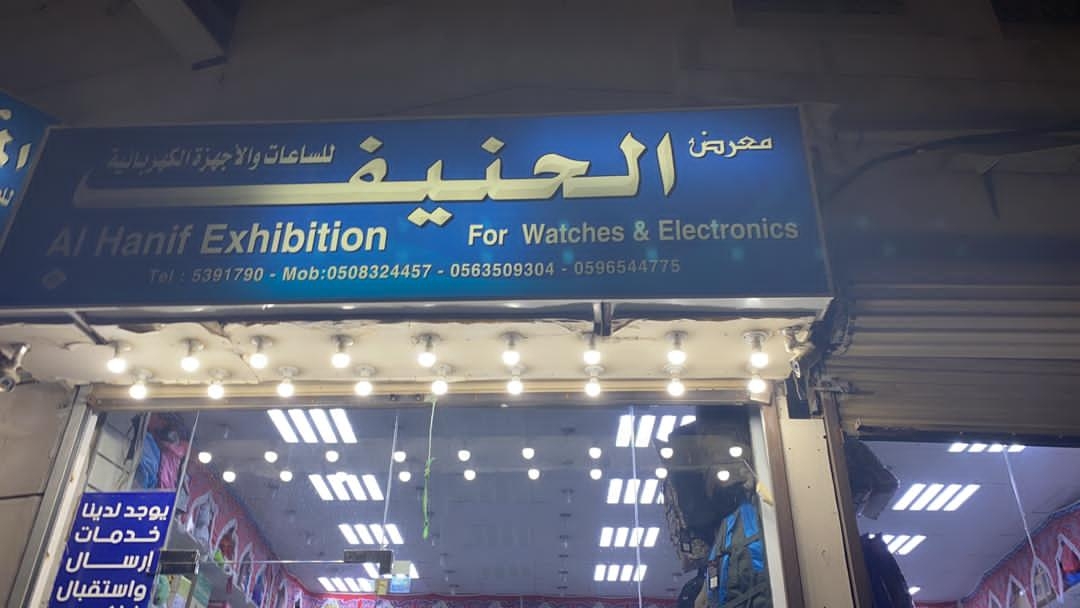 معرض الحنيف للساعات والأجهزة الكهربائية
Al Hanif Exhibition For Watches & Electronics
Tel : 5391790 - Mob:0508324457 - 0563509304 - 0596544775
يوجد لدينا
خدمات
إرســـال
واستقبال